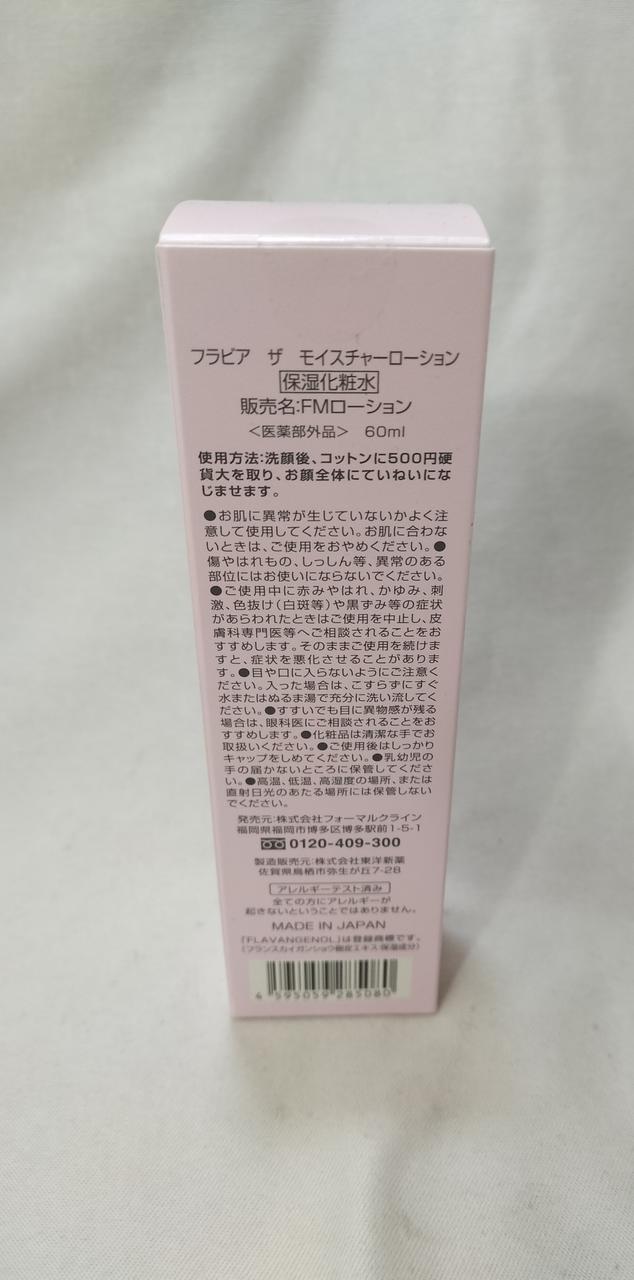 フラビア ザ モイスチャーローション
保湿化粧水
販売名:FMローション
<医薬部外品> 60ml
使用方法:洗顔後、コットンに500円硬
貨大を取り、お顔全体にていねいにな
じませます。
●お肌に異常が生じていないかよく注
意して使用してください。お肌に合わな
いときは、ご使用をおやめください。●
傷やはれもの、しっしん等、異常のある
部位にはお使いにならないでください。
●ご使用中に赤みやはれ、かゆみ、刺
激、色抜け(白斑等)や黒ずみ等の症状
があらわれたときはご使用を中止し、皮
膚科専門医等へご相談されることをお
すすめします。そのままご使用を続けま
すと、症状を悪化させることがありま
す。●目や口に入らないようにご注意く
ださい。入った場合は、こすらずにすぐ
水またはぬるま湯で充分に洗い流してく
ださい。●すすいでも目に異物感が残る
場合は、眼科医にご相談されることをお
すすめします。●化粧品は清潔な手でお
取扱いください。●ご使用後はしっかり
キャップをしめてください。●乳幼児の
手の届かないところに保管してくださ
い。●高温、低温、高湿度の場所、または
直射日光のあたる場所には保管しない
でください。
発売元:株式会社フォーマルクライン
福岡県福岡市博多区博多駅前1-5-1
0120-409-300
製造販売元:株式会社東洋新薬
佐賀県鳥栖市弥生が丘7-28
アレルギーテスト済み
全ての方にアレルギーが
起きないということではありません。
MADE IN JAPAN
「FLAVANGENOL」は登録商標です。
(フランスカイガンショウ樹皮エキス:保湿成分)
4 595059 285080